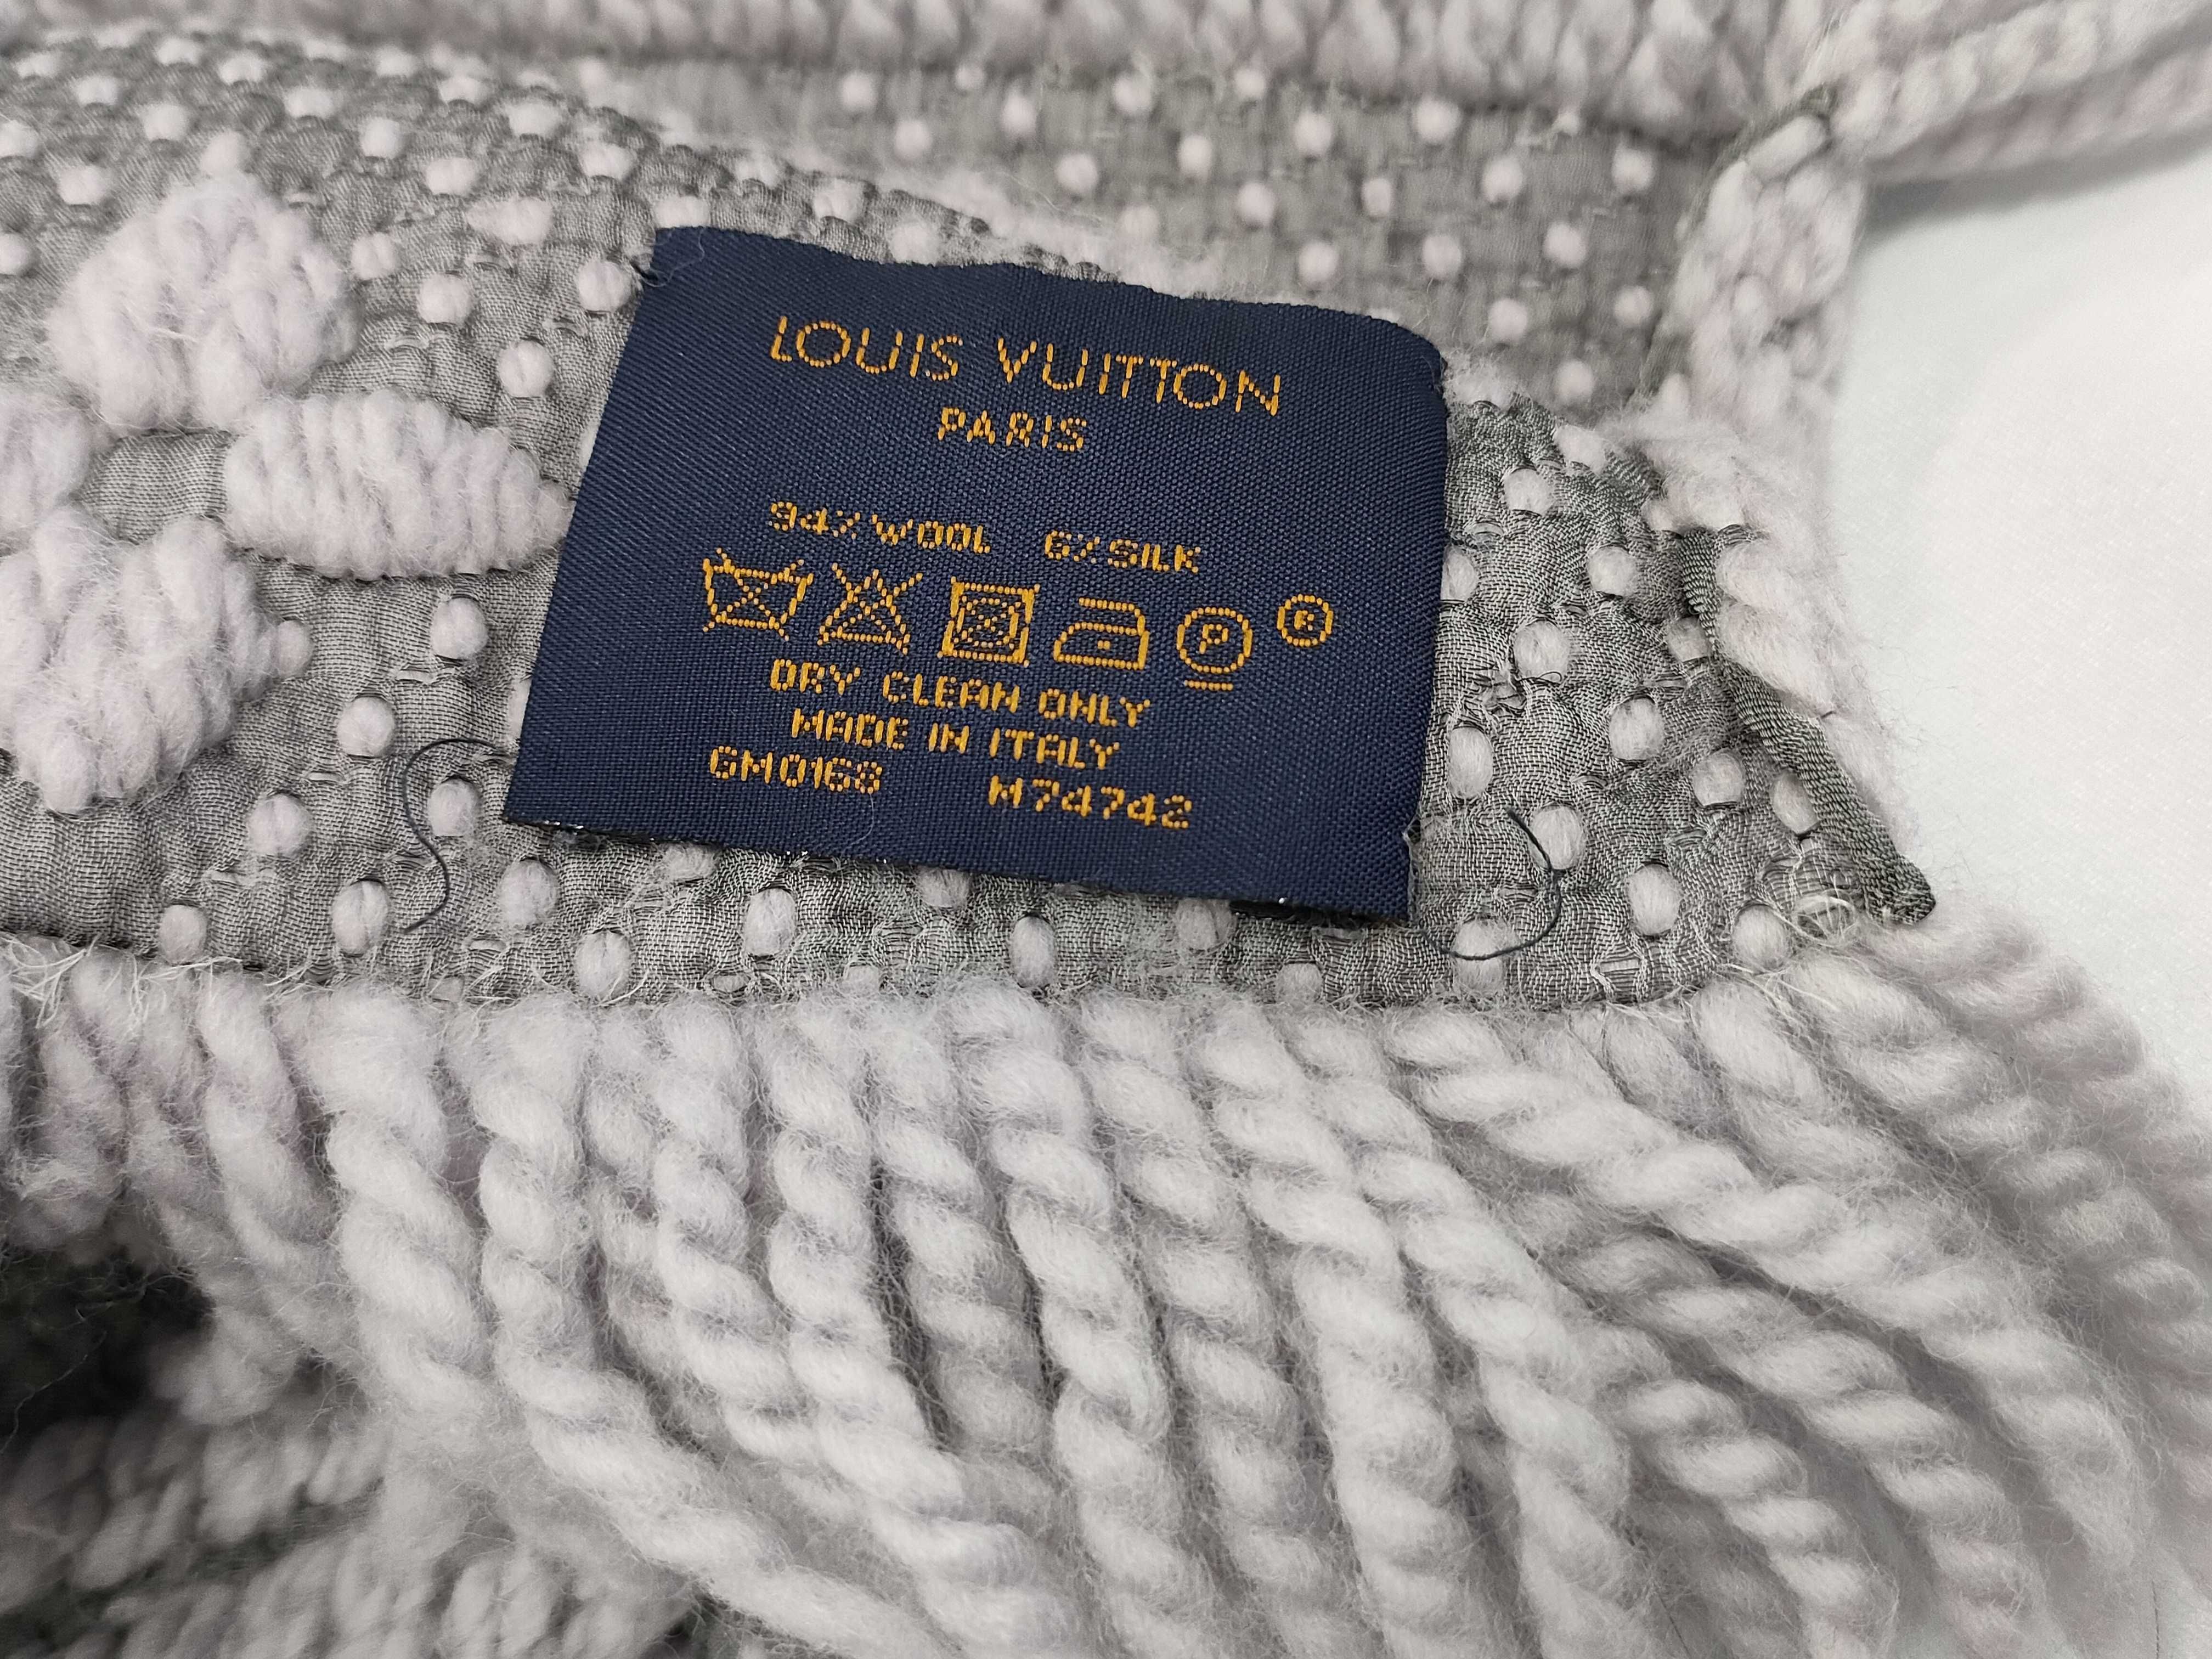 LOUIS VUITTON
PARIS
94% WOOL 6% SILK
P ®
DRY CLEAN ONLY
MADE IN ITALY
GM0168 M74742